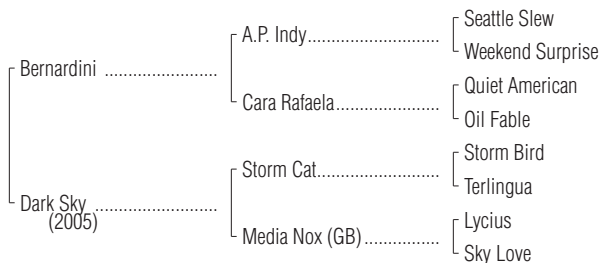 Seattle Slew
A.P. Indy
Weekend Surprise
Bernardini
Quiet American
Cara Rafaela
Oil Fable
Storm Bird
Storm Cat
Terlingua
Dark Sky
(2005)
Lycius
Media Nox (GB)
Sky Love